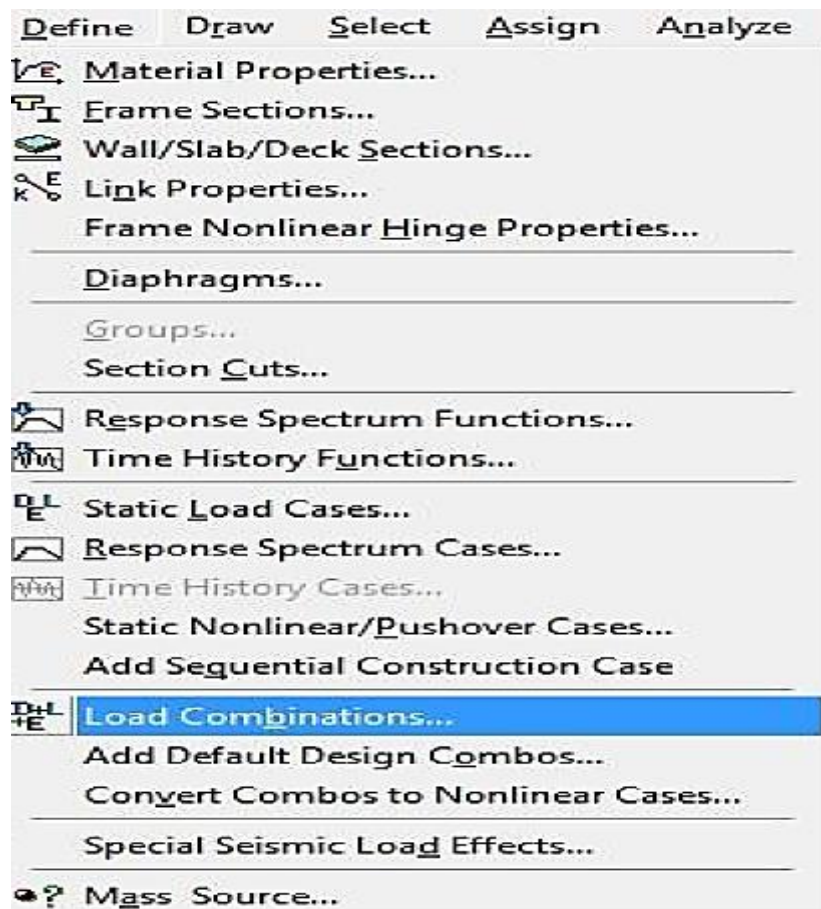 Define Draw Select Assign Analyze
Material Properties...
Frame Sections...
Wall/Slab/Deck Sections...
Link Properties...
Frame Nonlinear Hinge Properties...
Diaphragms...
Groups...
Section Cuts...
Response Spectrum Functions...
Time History Functions...
Static Load Cases...
Response Spectrum Cases...
Time History Cases...
Static Nonlinear/Pushover Cases...
Add Sequential Construction Case
D+L +E Load Combinations...
Add Default Design Combos...
Convert Combos to Nonlinear Cases...
Special Seismic Load Effects...
Mass Source...